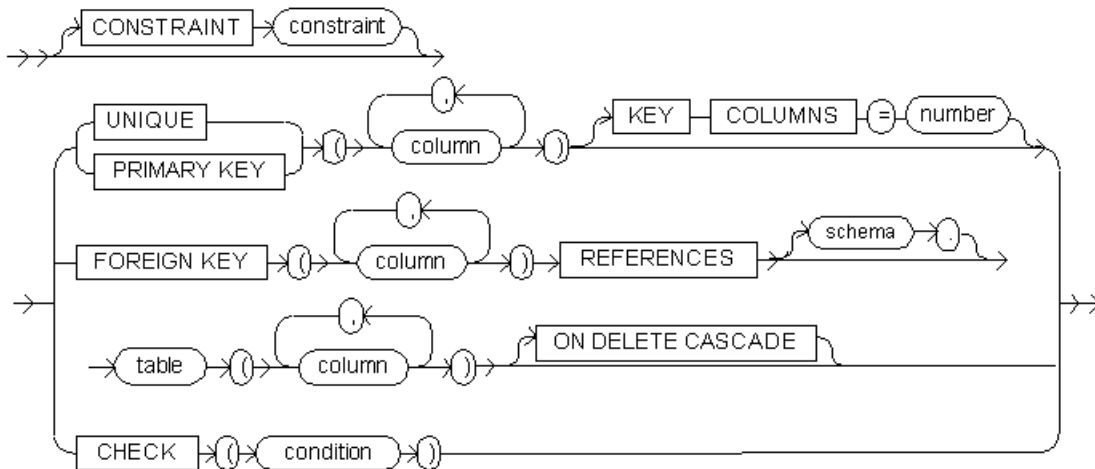 CONSTRAINT constraint
,
UNIQUE
PRIMARY KEY
( column ) KEY COLUMNS = number
,
FOREIGN KEY ( column ) REFERENCES schema .
,
table ( column ) ON DELETE CASCADE
CHECK ( condition )